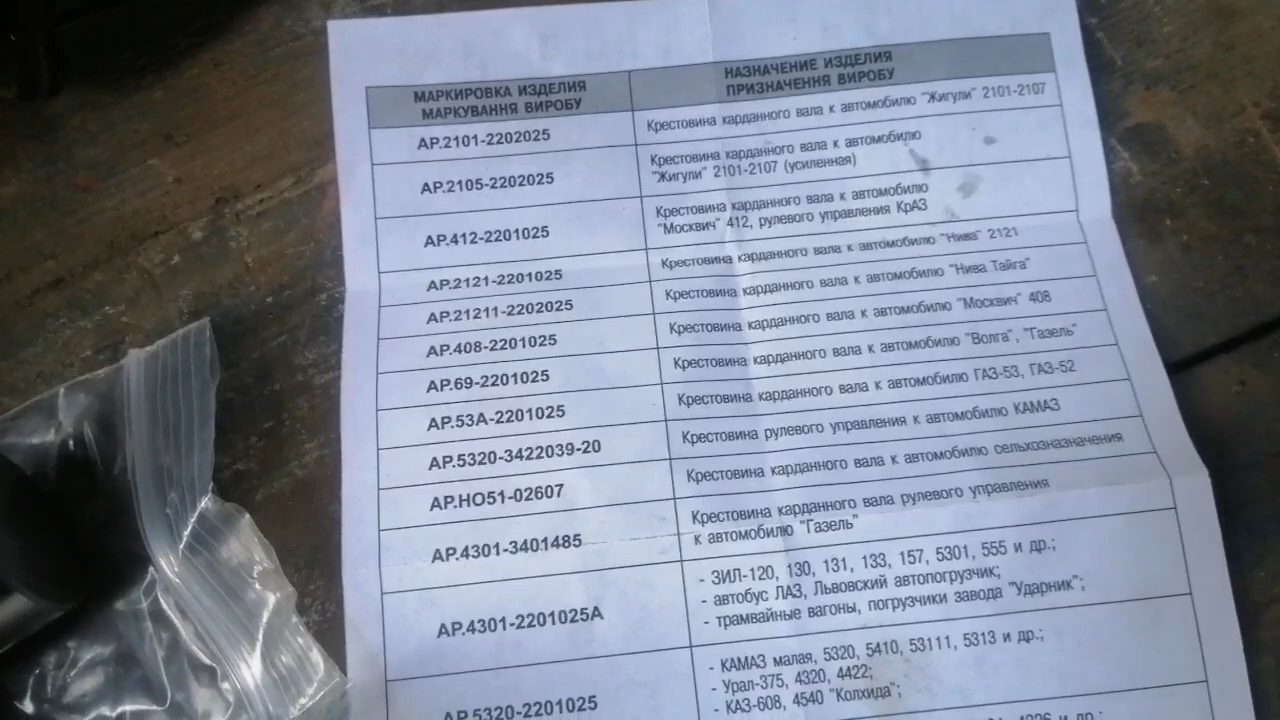 МАРКИРОВКА ИЗДЕЛИЯ
МАРКУВАННЯ ВИРОБУ
НАЗНАЧЕНИЕ ИЗДЕЛИЯ
ПРИЗНАЧЕННЯ ВИРОБУ
АР.2101-2202025
Крестовина карданного вала к автомобилю "Жигули" 2101-2107
АР.2105-2202025
Крестовина карданного вала к автомобилю
"Жигули" 2101-2107 (усиленная)
АР.412-2201025
Крестовина карданного вала к автомобилю
"Москвич" 412, рулевого управления КрАЗ
АР.2121-2201025
Крестовина карданного вала к автомобилю "Нива" 2121
АР.21211-2202025
Крестовина карданного вала к автомобилю "Нива Тайга"
АР.408-2201025
Крестовина карданного вала к автомобилю "Москвич" 408
АР.69-2201025
Крестовина карданного вала к автомобилю "Волга", "Газель"
АР.53А-2201025
Крестовина карданного вала к автомобилю ГАЗ-53, ГАЗ-52
АР.5320-3422039-20
Крестовина рулевого управления к автомобилю КАМАЗ
АР.НО51-02607
Крестовина карданного вала к автомобилю сельхозназначения
АР.4301-3401485
Крестовина карданного вала рулевого управления
к автомобилю "Газель"
АР.4301-2201025А
- ЗИЛ-120, 130, 131, 133, 157, 5301, 555 и др.;
- автобус ЛАЗ, Львовский автопогрузчик;
- трамвайные вагоны, погрузчики завода "Ударник";
АР.5320-2201025
- КАМАЗ малая, 5320, 5410, 53111, 5313 и др.;
- Урал-375, 4320, 4422;
- КАЗ-608, 4540 "Колхида";